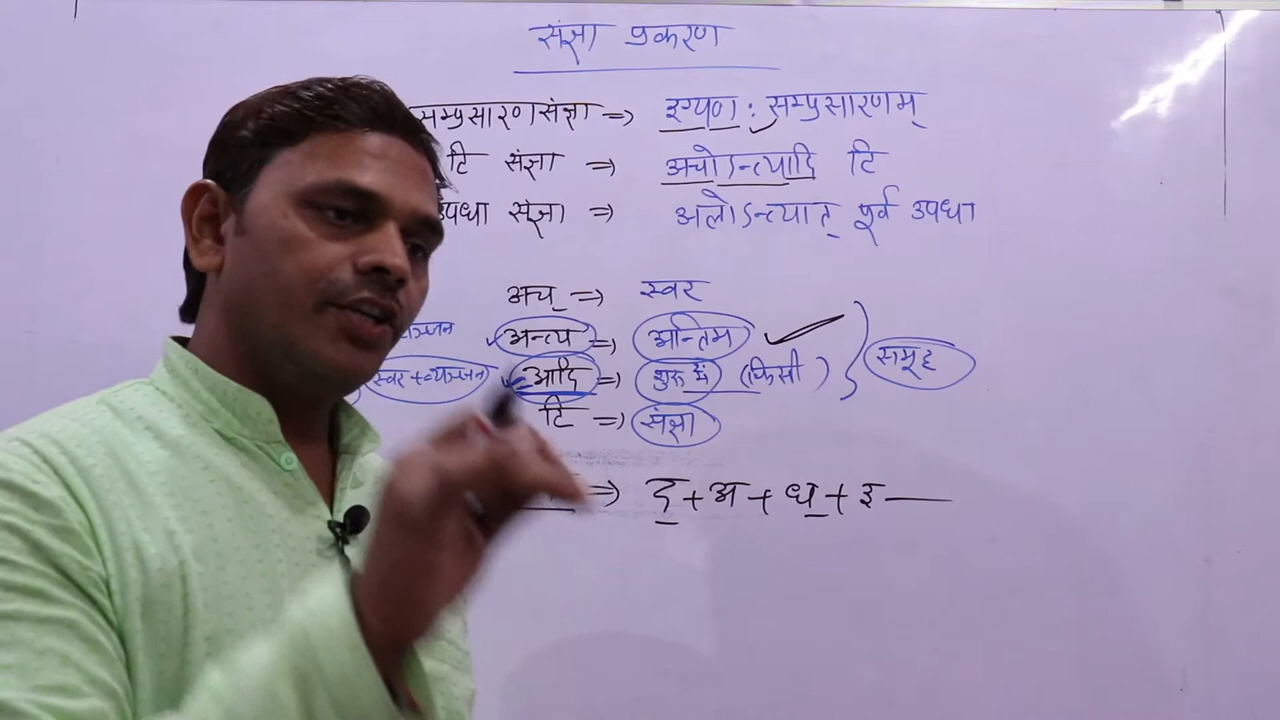 संज्ञा प्रकरण
सम्प्रसारणसंज्ञा => इग्यण : सम्प्रसारणम्
टि संज्ञा => अचोऽन्त्यादि टि
उपधा संज्ञा => अलोऽन्त्यात् पूर्व उपधा
अच् => स्वर
अन्त्य => अन्तिम
स्वर+व्यञ्जन आदि => शुरू में (किसी) समूह
टि => संज्ञा
=> द्+अ+ध्+इ